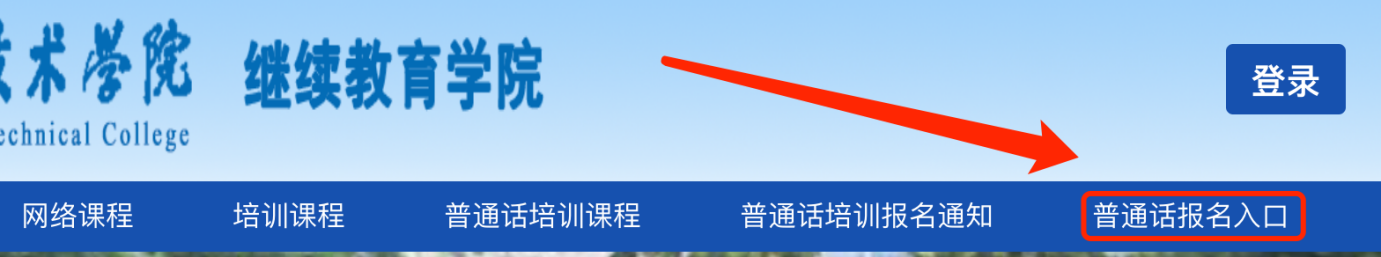 术学院 继续教育学院
登录
echnical College
网络课程 培训课程 普通话培训课程 普通话培训报名通知 普通话报名入口